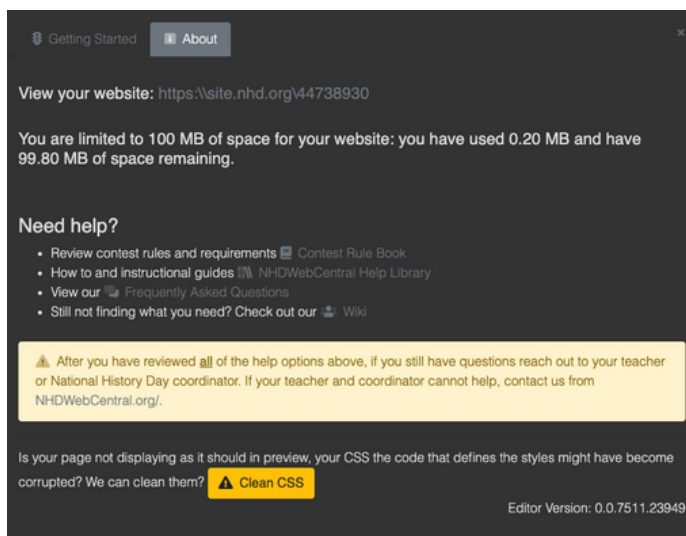 Getting Started About ×
View your website: https:\\site.nhd.org\44738930
You are limited to 100 MB of space for your website: you have used 0.20 MB and have
99.80 MB of space remaining.
Need help?
• Review contest rules and requirements Contest Rule Book
• How to and instructional guides NHDWebCentral Help Library
• View our Frequently Asked Questions
• Still not finding what you need? Check out our Wiki
After you have reviewed all of the help options above, if you still have questions reach out to your teacher
or National History Day coordinator. If your teacher and coordinator cannot help, contact us from
NHDWebCentral.org/.
Is your page not displaying as it should in preview, your CSS the code that defines the styles might have become
corrupted? We can clean them? Clean CSS
Editor Version: 0.0.7511.23949